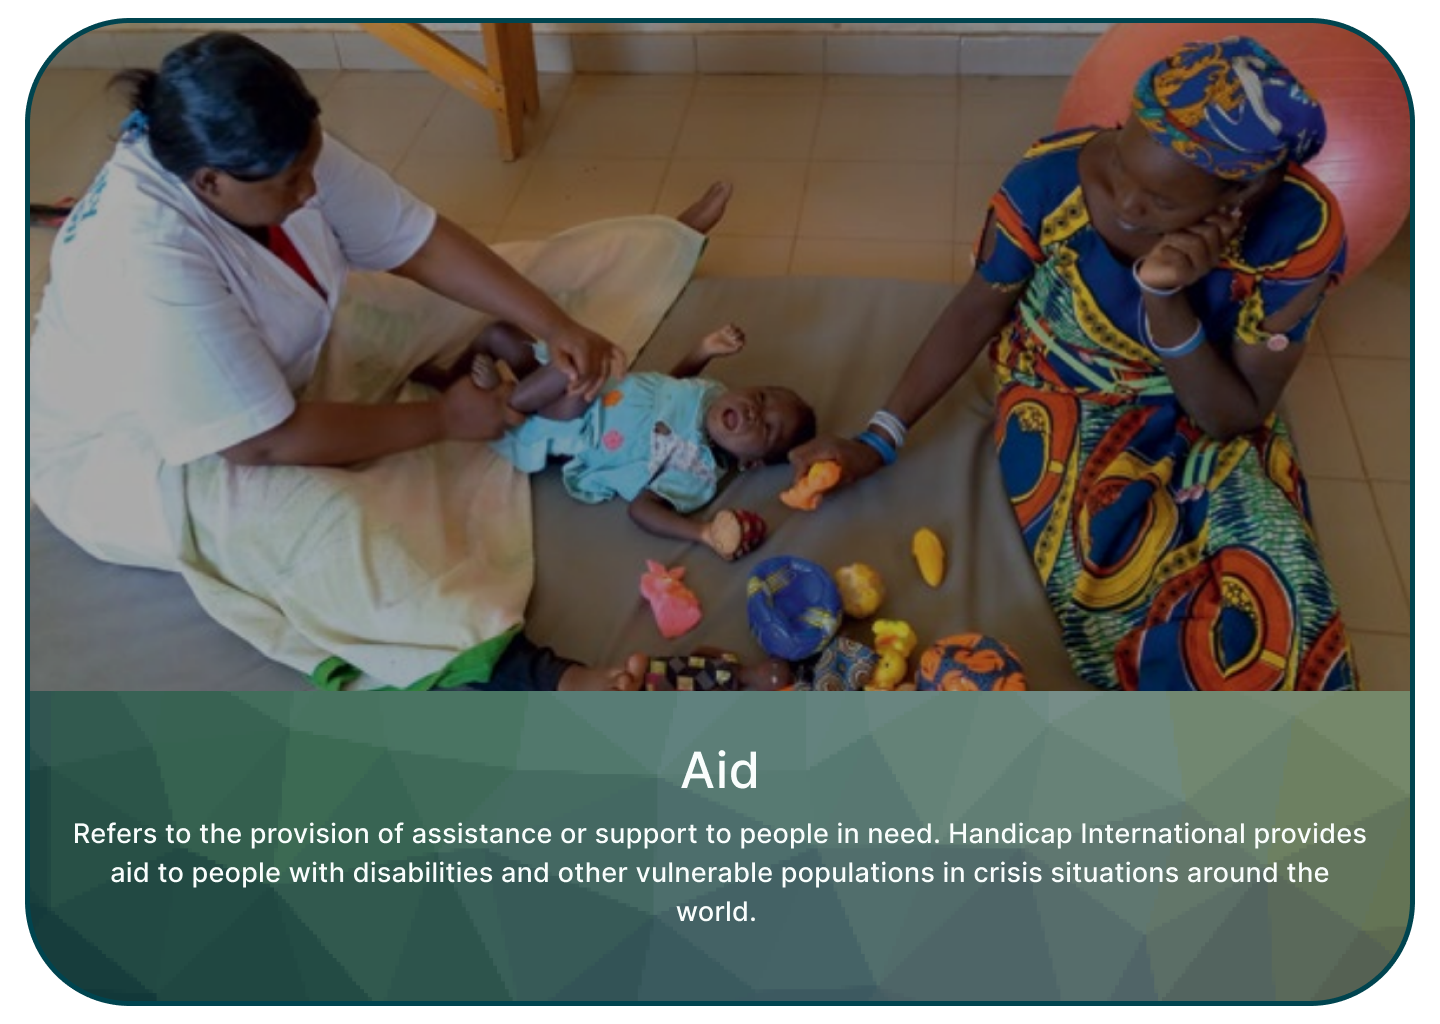 Aid
Refers to the provision of assistance or support to people in need. Handicap International provides
aid to people with disabilities and other vulnerable populations in crisis situations around the
world.